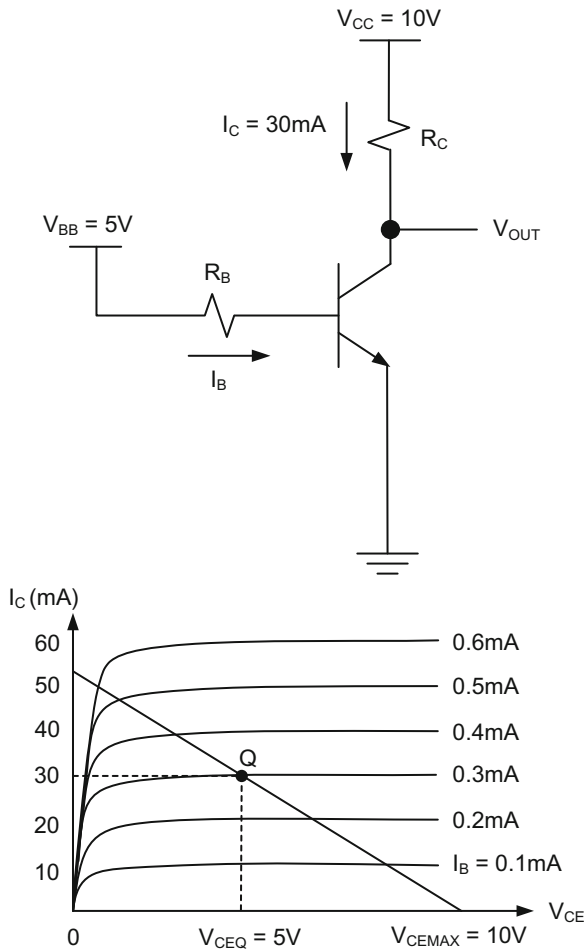 V_CC = 10V
I_C = 30mA
R_C
V_BB = 5V
V_OUT
R_B
I_B
I_C (mA)
60
0.6mA
50
0.5mA
40
0.4mA
Q
30
0.3mA
20
0.2mA
10
I_B = 0.1mA
V_CE
0
V_CEQ = 5V
V_CEMAX = 10V